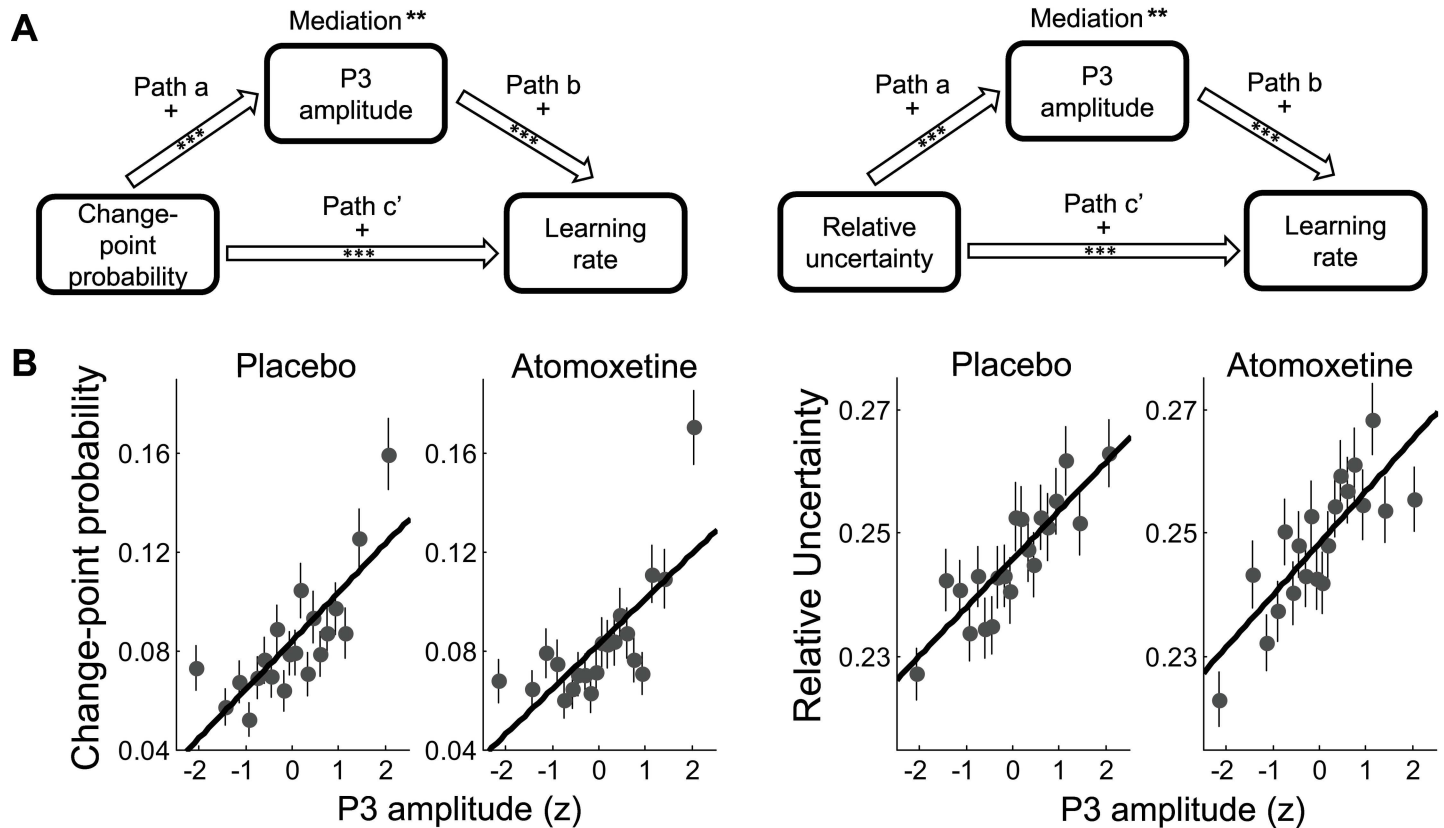 A
Mediation **
P3
amplitude
Path a
+
***
Path b
+
***
Change-
point
probability
Path c'
+
***
Learning
rate
Mediation **
P3
amplitude
Path a
+
***
Path b
+
***
Relative
uncertainty
Path c'
+
***
Learning
rate
B
Placebo
Change-point probability
0.16
0.12
0.08
0.04
-2 -1 0 1 2
Atomoxetine
0.16
0.12
0.08
0.04
-2 -1 0 1 2
P3 amplitude (z)
Placebo
Relative Uncertainty
0.27
0.25
0.23
-2 -1 0 1 2
Atomoxetine
0.27
0.25
0.23
-2 -1 0 1 2
P3 amplitude (z)